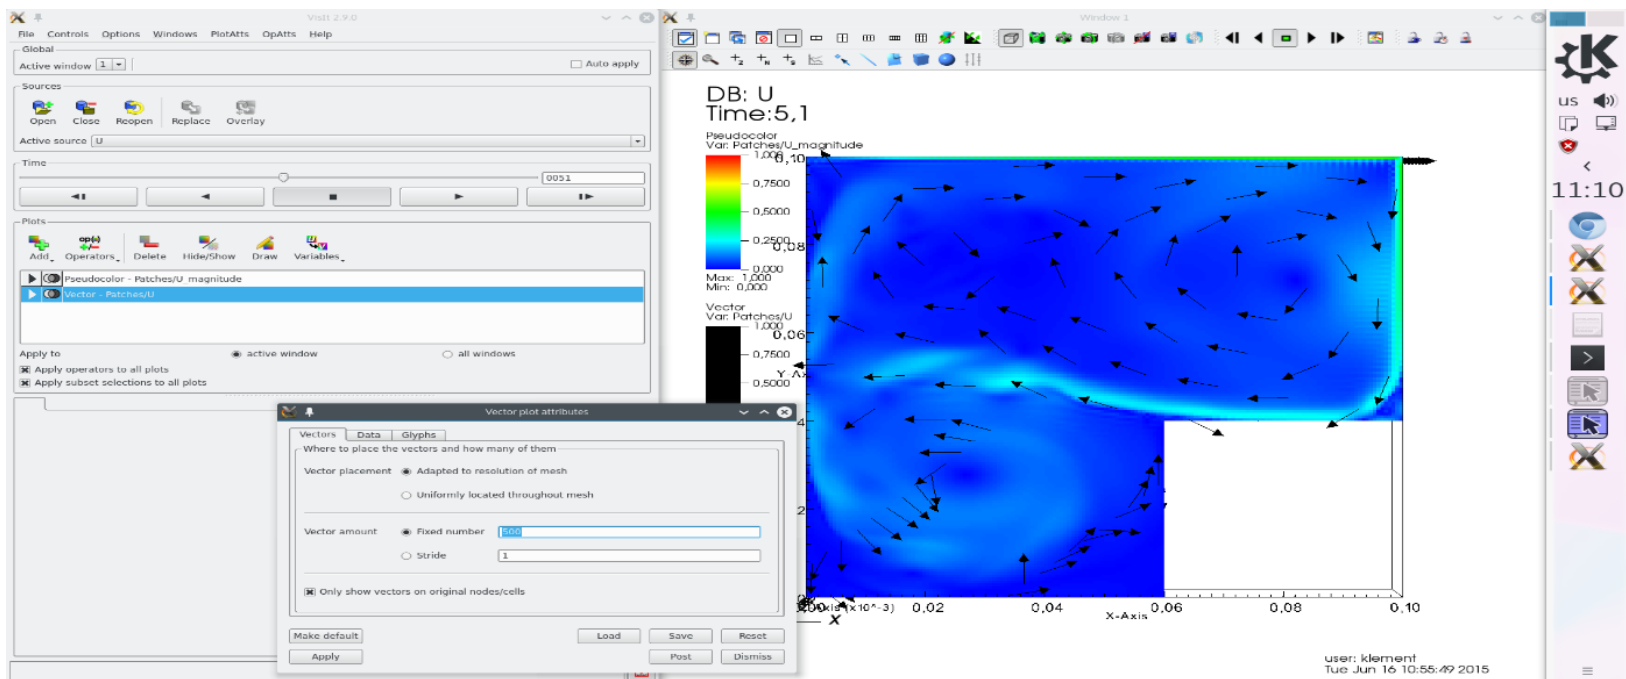 VisIt 2.9.0
File Controls Options Windows PlotAtts OpAtts Help
Global
Active window 1
Auto apply
Sources
Open Close Reopen Replace Overlay
Active source U
Time
0051
Plots
Add Operators Delete Hide/Show Draw Variables
Pseudocolor - Patches/U_magnitude
Vector - Patches/U
Apply to active window all windows
Apply operators to all plots
Apply subset selections to all plots
Vector plot attributes
Vectors Data Glyphs
Where to place the vectors and how many of them
Vector placement Adapted to resolution of mesh
Uniformly located throughout mesh
Vector amount Fixed number 500
Stride 1
Only show vectors on original nodes/cells
Make default Load Save Reset
Apply Post Dismiss
Window 1
DB: U
Time:5,1
Pseudocolor
Var: Patches/U_magnitude
1,000
0,7500
0,5000
0,2500
0,000
Max: 1,000
Min: 0,000
Vector
Var: Patches/U
1,000
0,7500
0,5000
0,10
0,08
0,06
0,02 0,04 0,06 0,08 0,10
X-Axis
X
user: klement
Tue Jun 16 10:55:49 2015
us
11:10